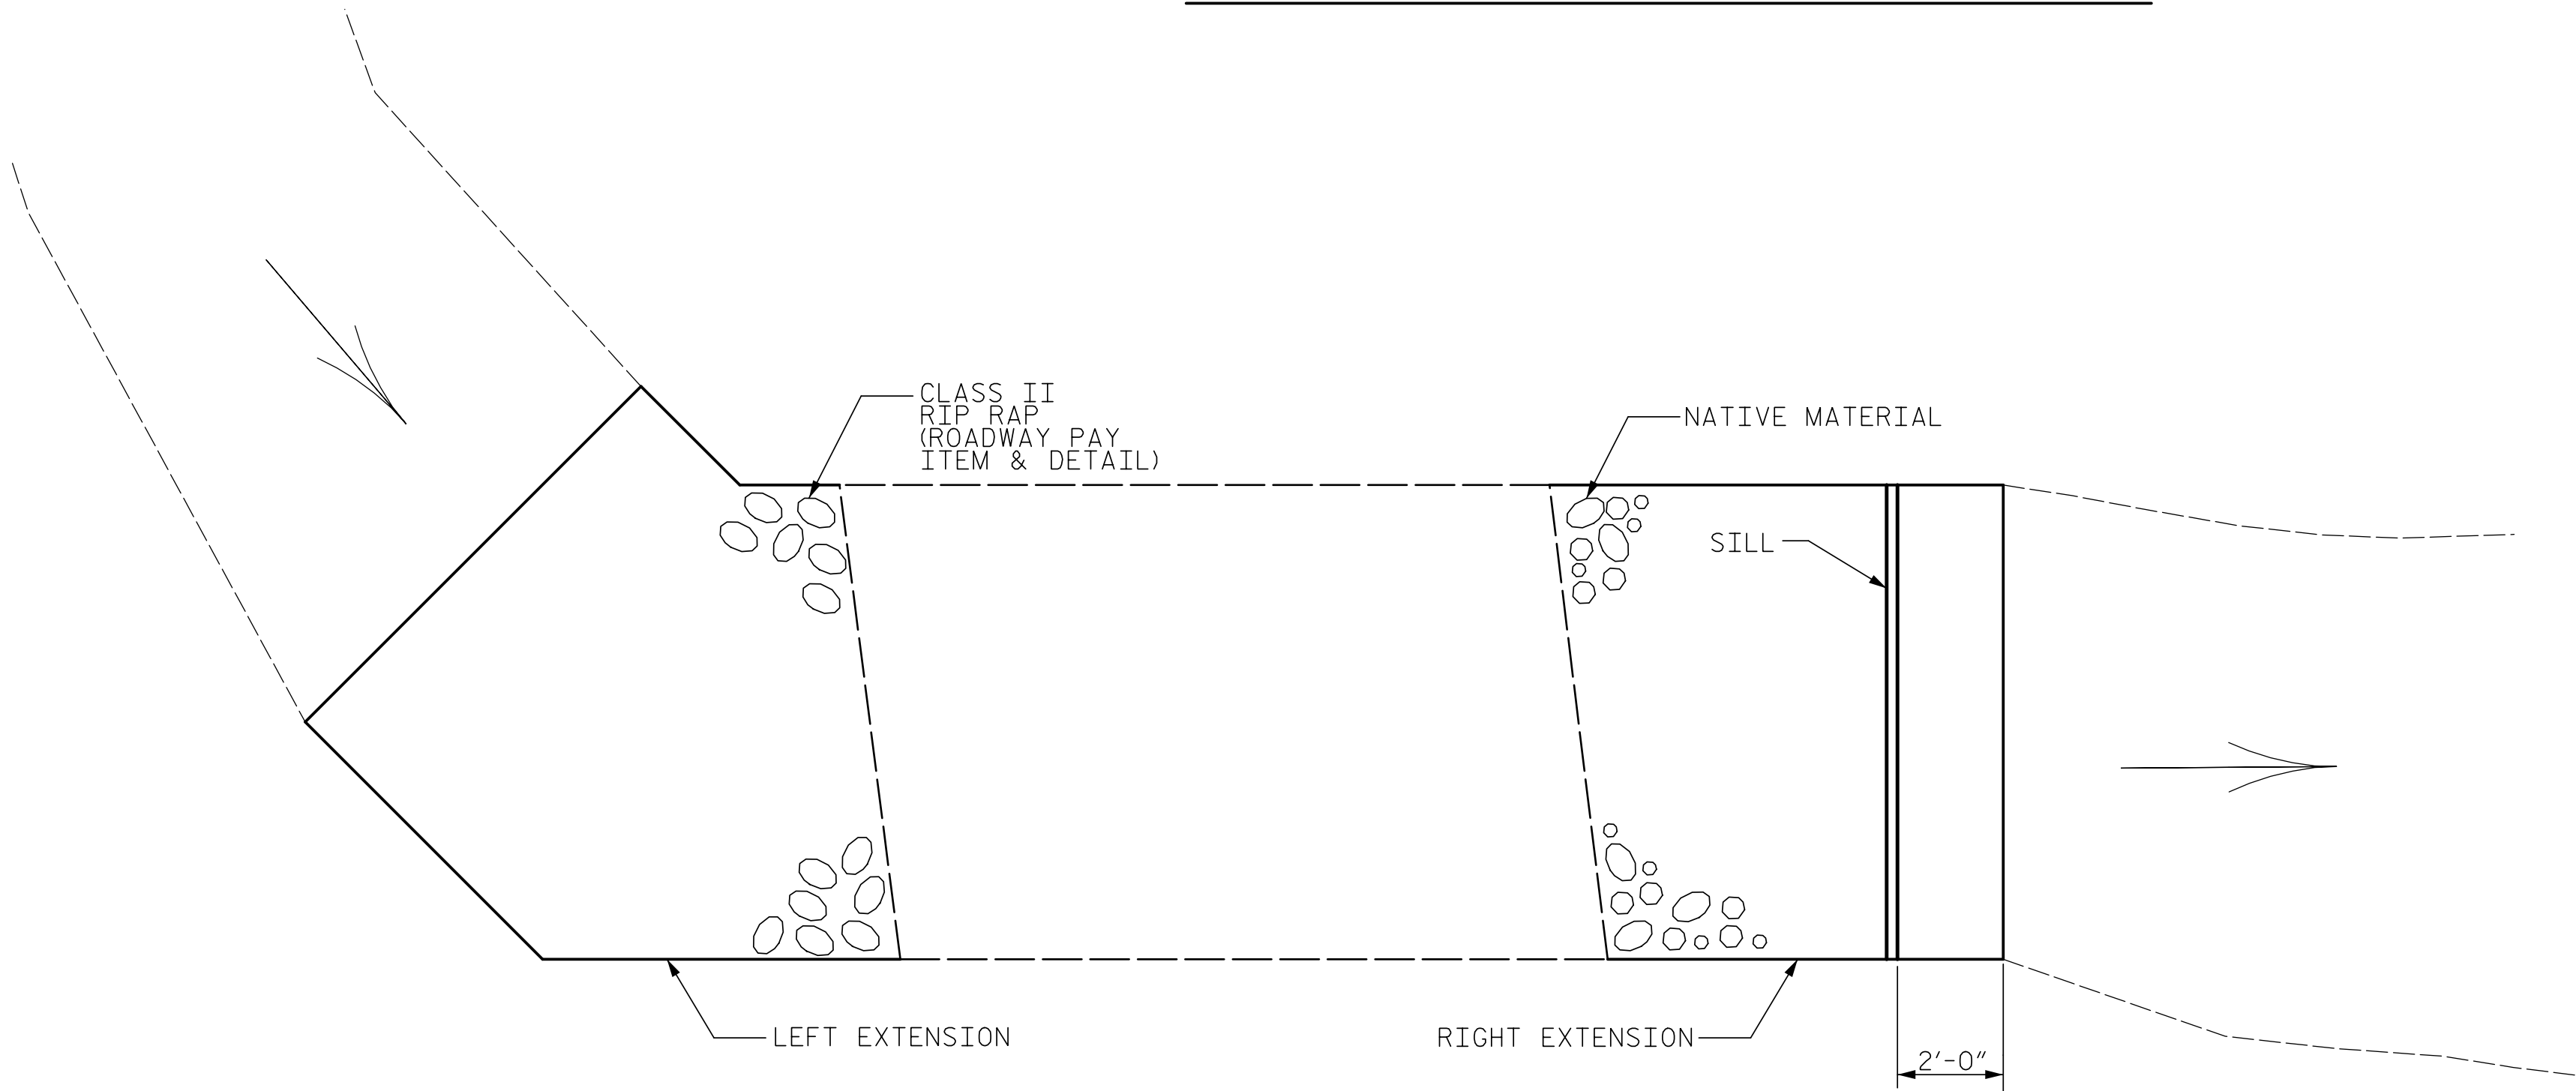 CLASS II
RIP RAP
(ROADWAY PAY
ITEM & DETAIL)
NATIVE MATERIAL
SILL
LEFT EXTENSION
RIGHT EXTENSION
2'-0"